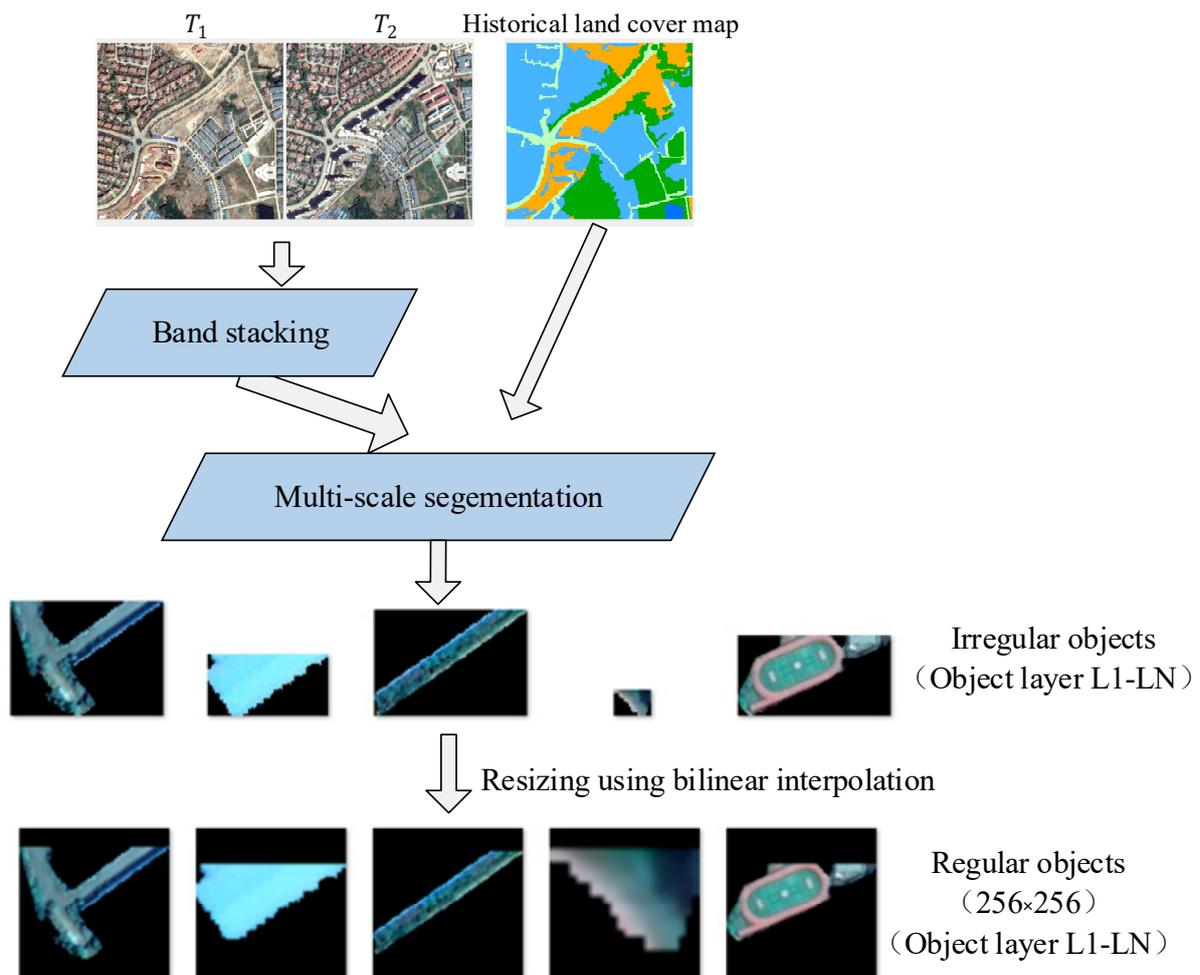 T₁ T₂ Historical land cover map
Band stacking
Multi-scale segementation
Irregular objects
（Object layer L1-LN）
Resizing using bilinear interpolation
Regular objects
（256×256）
（Object layer L1-LN）